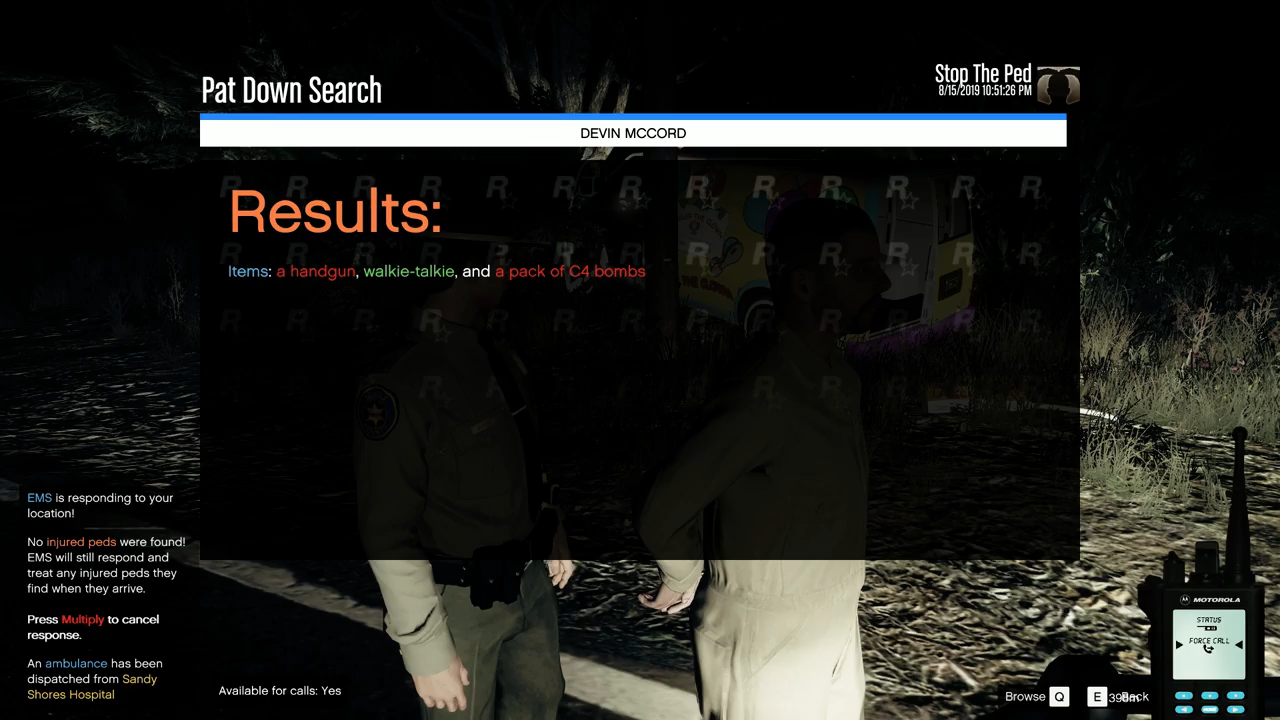 Pat Down Search
Stop The Ped
8/15/2019 10:51:26 PM
DEVIN MCCORD
Results:
Items: a handgun, walkie-talkie, and a pack of C4 bombs
EMS is responding to your
location!
No injured peds were found!
EMS will still respond and
treat any injured peds they
find when they arrive.
Press Multiply to cancel
response.
An ambulance has been
dispatched from Sandy
Shores Hospital
Available for calls: Yes
Browse Q E Back
MOTOROLA
STATUS
FORCE CALL